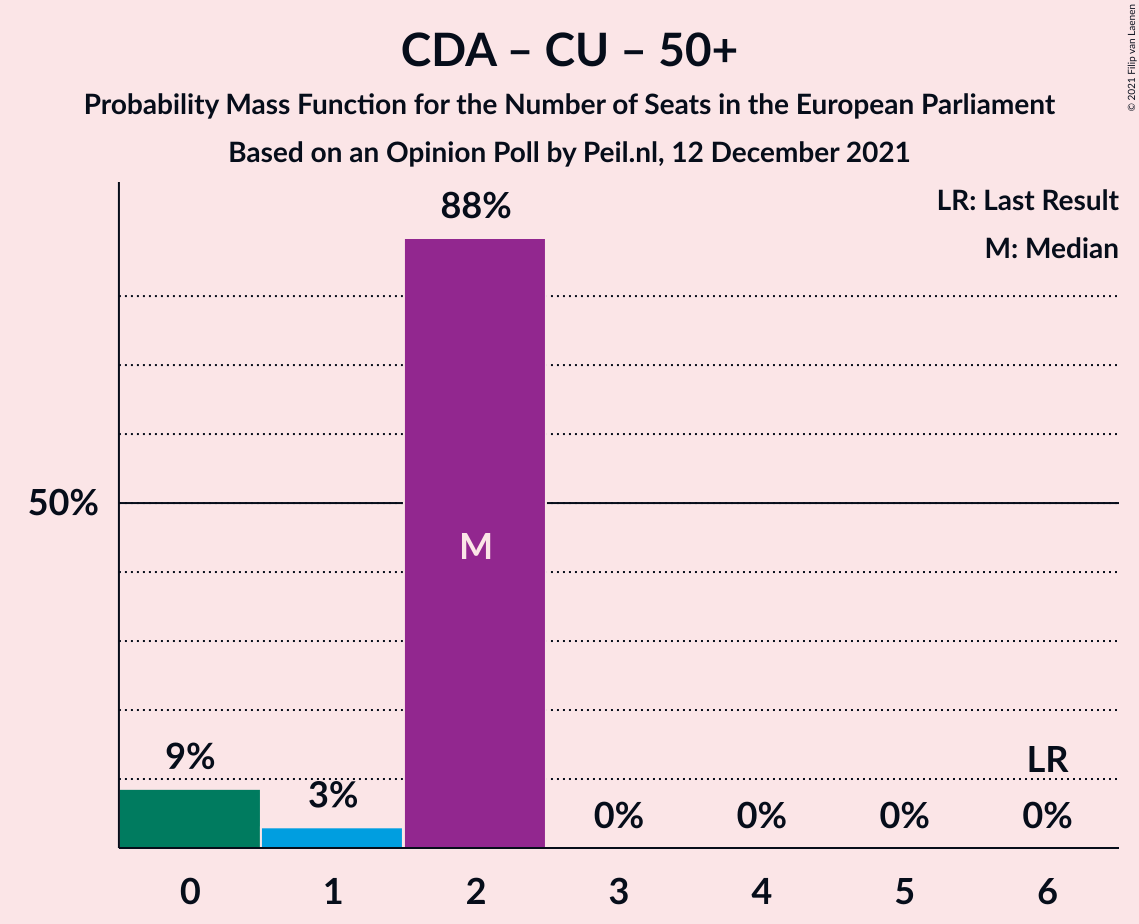 CDA – CU – 50+
Probability Mass Function for the Number of Seats in the European Parliament
Based on an Opinion Poll by Peil.nl, 12 December 2021
© 2021 Filip van Laenen
LR: Last Result
M: Median
88%
50%
M
9%
3%
0%
0%
0%
LR
0%
0
1
2
3
4
5
6